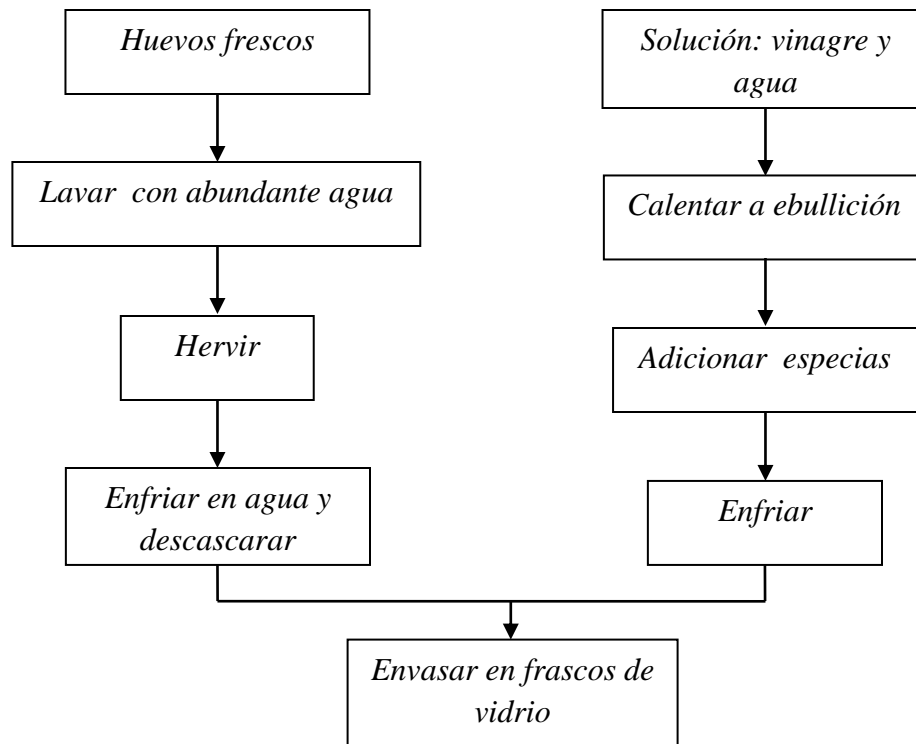 Huevos frescos
Lavar con abundante agua
Hervir
Enfriar en agua y
descascarar
Solución: vinagre y
agua
Calentar a ebullición
Adicionar especias
Enfriar
Envasar en frascos de
vidrio